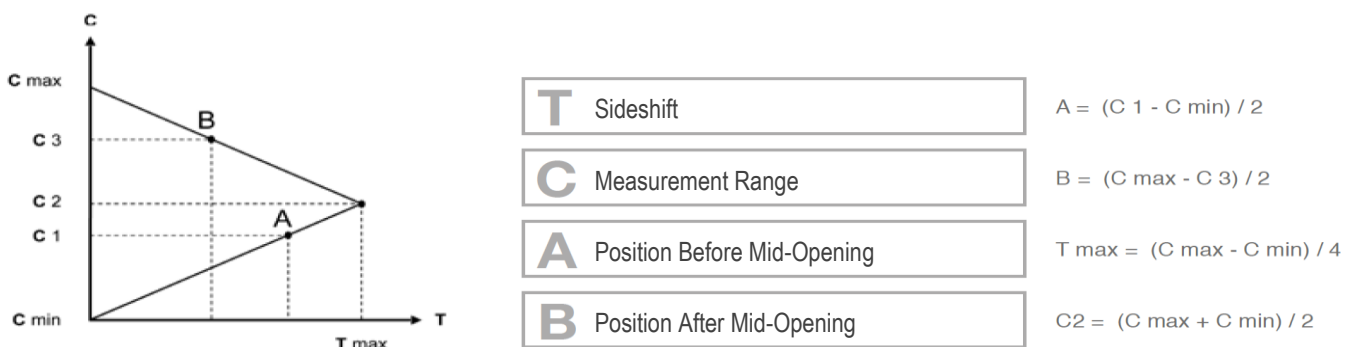 C
C max
B
C 3
C 2
A
C 1
C min
T
T max
T Sideshift
A = (C 1 - C min) / 2
C Measurement Range
B = (C max - C 3) / 2
A Position Before Mid-Opening
T max = (C max - C min) / 4
B Position After Mid-Opening
C2 = (C max + C min) / 2